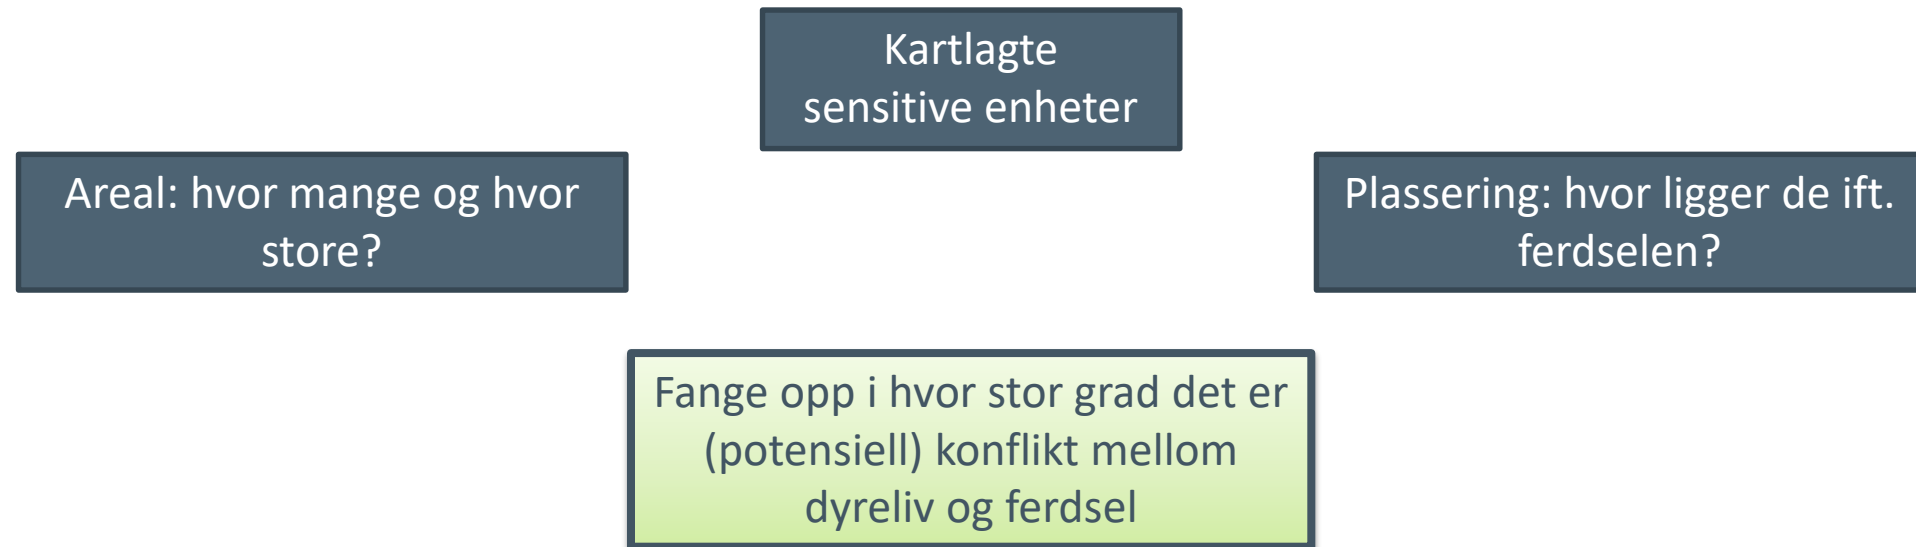 Kartlagte
sensitive enheter
Areal: hvor mange og hvor
store?
Plassering: hvor ligger de ift.
ferdselen?
Fange opp i hvor stor grad det er
(potensiell) konflikt mellom
dyreliv og ferdsel